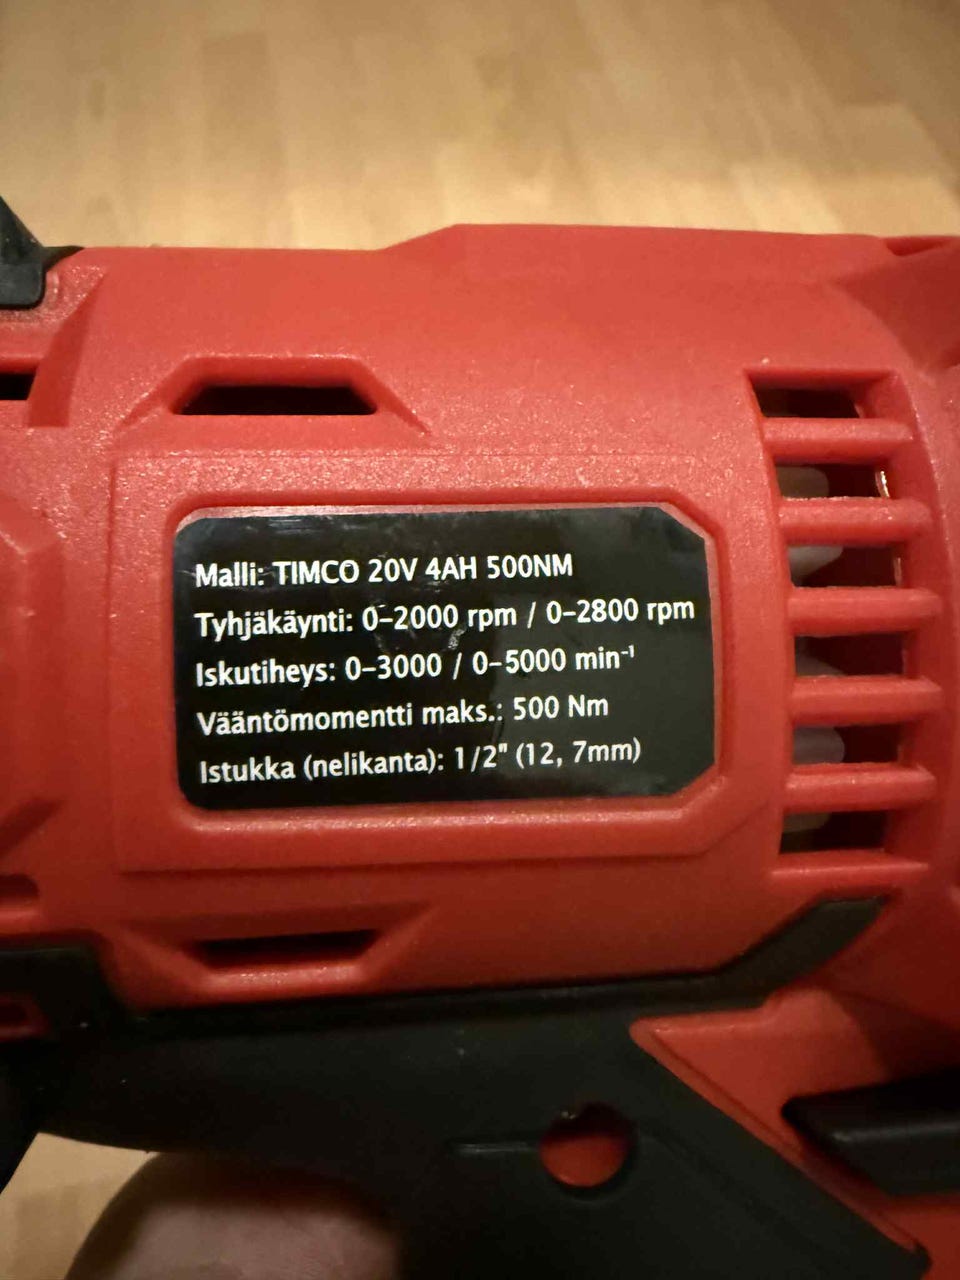 Malli: TIMCO 20V 4AH 500NM
Tyhjäkäynti: 0-2000 rpm / 0-2800 rpm
Iskutiheys: 0-3000 / 0-5000 min⁻¹
Vääntömomentti maks.: 500 Nm
Istukka (nelikanta): 1/2" (12, 7mm)